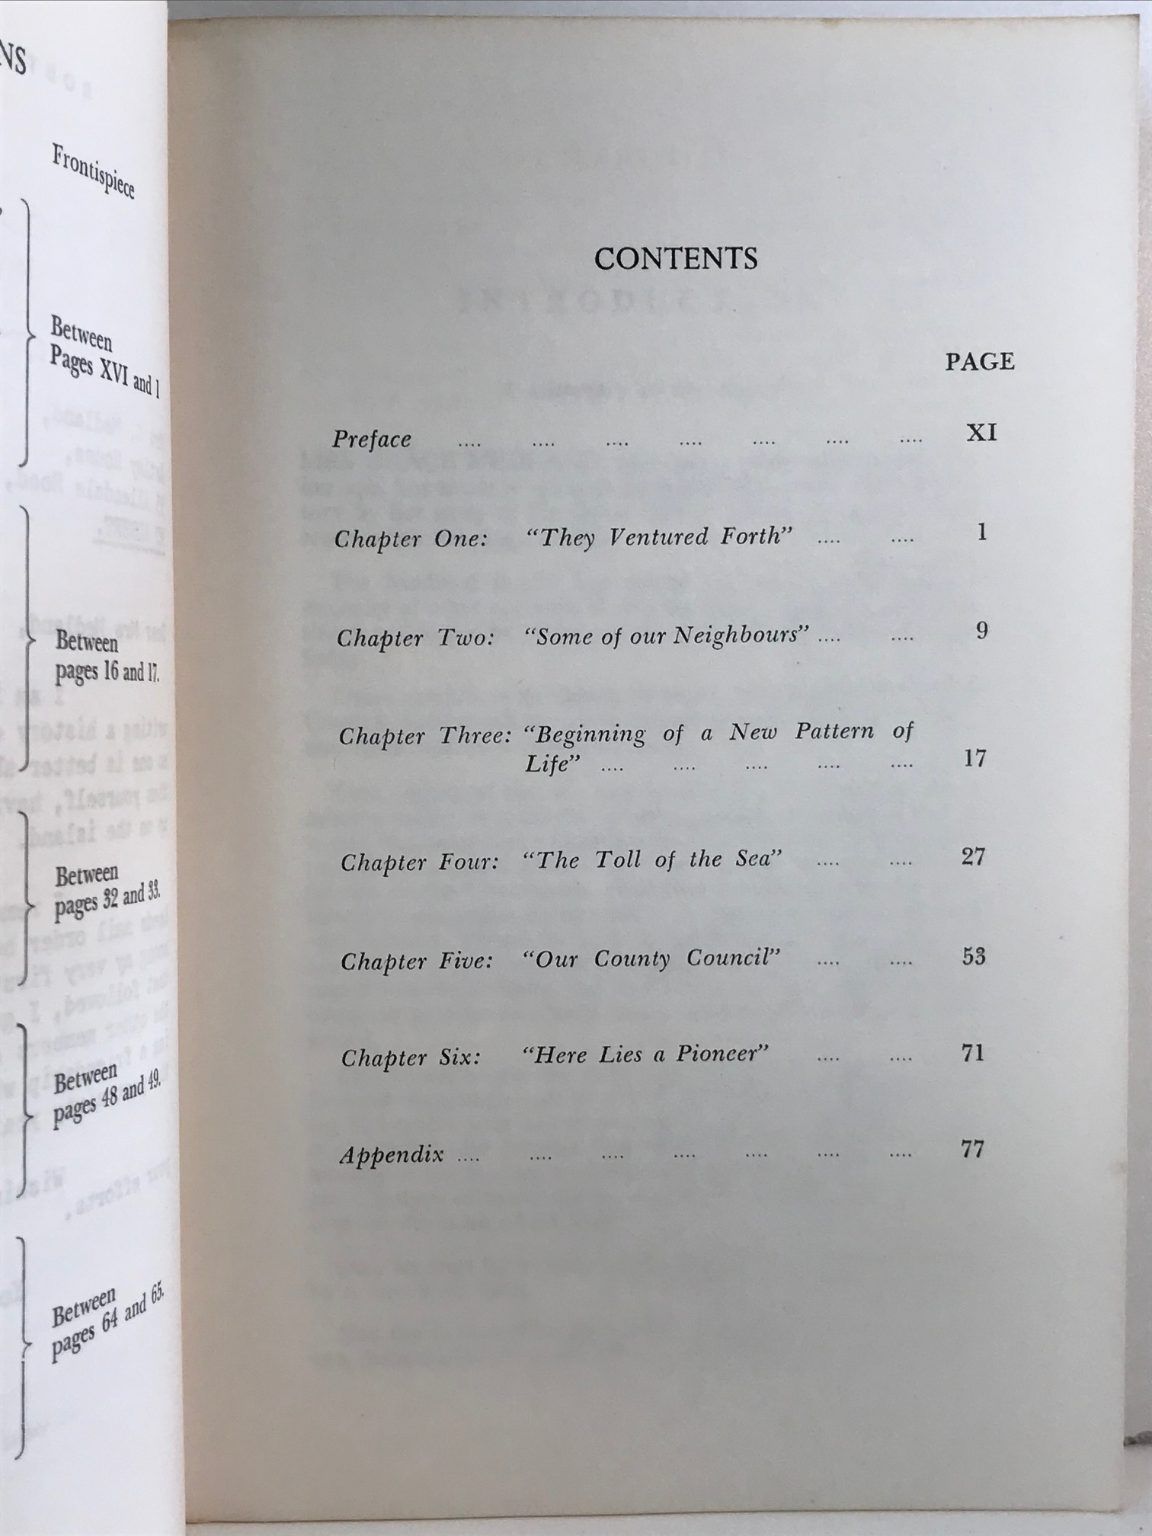 NS
Frontispiece
Between
Pages XVI and 1
Between
pages 16 and 17.
Between
pages 32 and 33.
Between
pages 48 and 49.
Between
pages 64 and 65.
CONTENTS
PAGE
Preface .... .... .... .... .... .... .... XI
Chapter One: “They Ventured Forth” .... .... 1
Chapter Two: “Some of our Neighbours” .... .... 9
Chapter Three: “Beginning of a New Pattern of
Life” .... .... .... .... .... 17
Chapter Four: “The Toll of the Sea” .... .... 27
Chapter Five: “Our County Council” .... .... 53
Chapter Six: “Here Lies a Pioneer” .... .... 71
Appendix .... .... .... .... .... .... .... 77